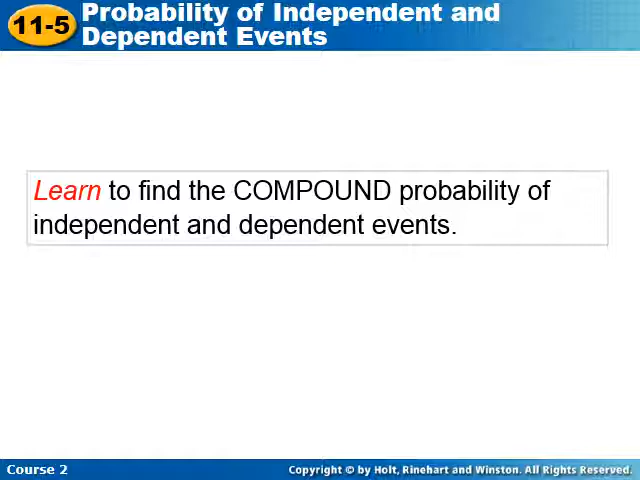 11-5
Probability of Independent and
Dependent Events
Learn to find the COMPOUND probability of
independent and dependent events.
Course 2
Copyright © by Holt, Rinehart and Winston. All Rights Reserved.